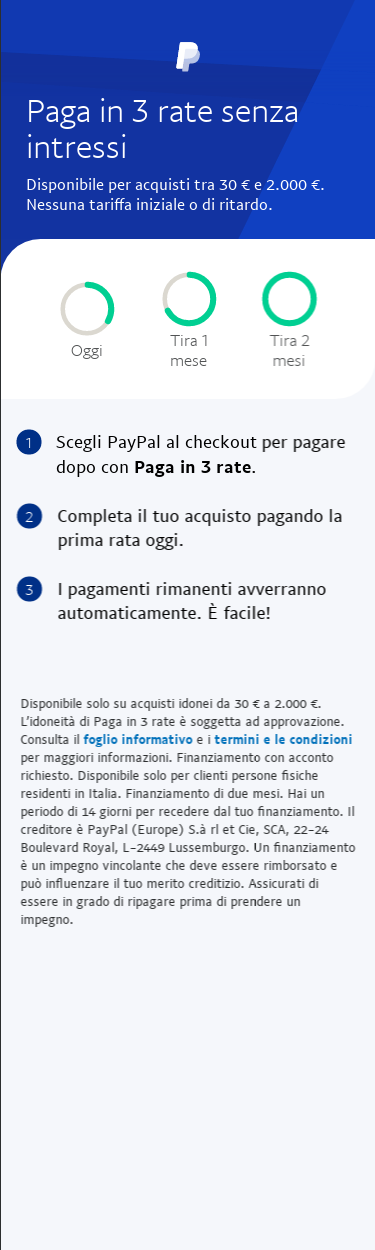 Paga in 3 rate senza
intressi
Disponibile per acquisti tra 30 € e 2.000 €.
Nessuna tariffa iniziale o di ritardo.
Oggi
Tira 1
mese
Tira 2
mesi
1 Scegli PayPal al checkout per pagare
dopo con Paga in 3 rate.
2 Completa il tuo acquisto pagando la
prima rata oggi.
3 I pagamenti rimanenti avverranno
automaticamente. È facile!
Disponibile solo su acquisti idonei da 30 € a 2.000 €.
L'idoneità di Paga in 3 rate è soggetta ad approvazione.
Consulta il foglio informativo e i termini e le condizioni
per maggiori informazioni. Finanziamento con acconto
richiesto. Disponibile solo per clienti persone fisiche
residenti in Italia. Finanziamento di due mesi. Hai un
periodo di 14 giorni per recedere dal tuo finanziamento. Il
creditore è PayPal (Europe) S.à rl et Cie, SCA, 22-24
Boulevard Royal, L-2449 Lussemburgo. Un finanziamento
è un impegno vincolante che deve essere rimborsato e
può influenzare il tuo merito creditizio. Assicurati di
essere in grado di ripagare prima di prendere un
impegno.